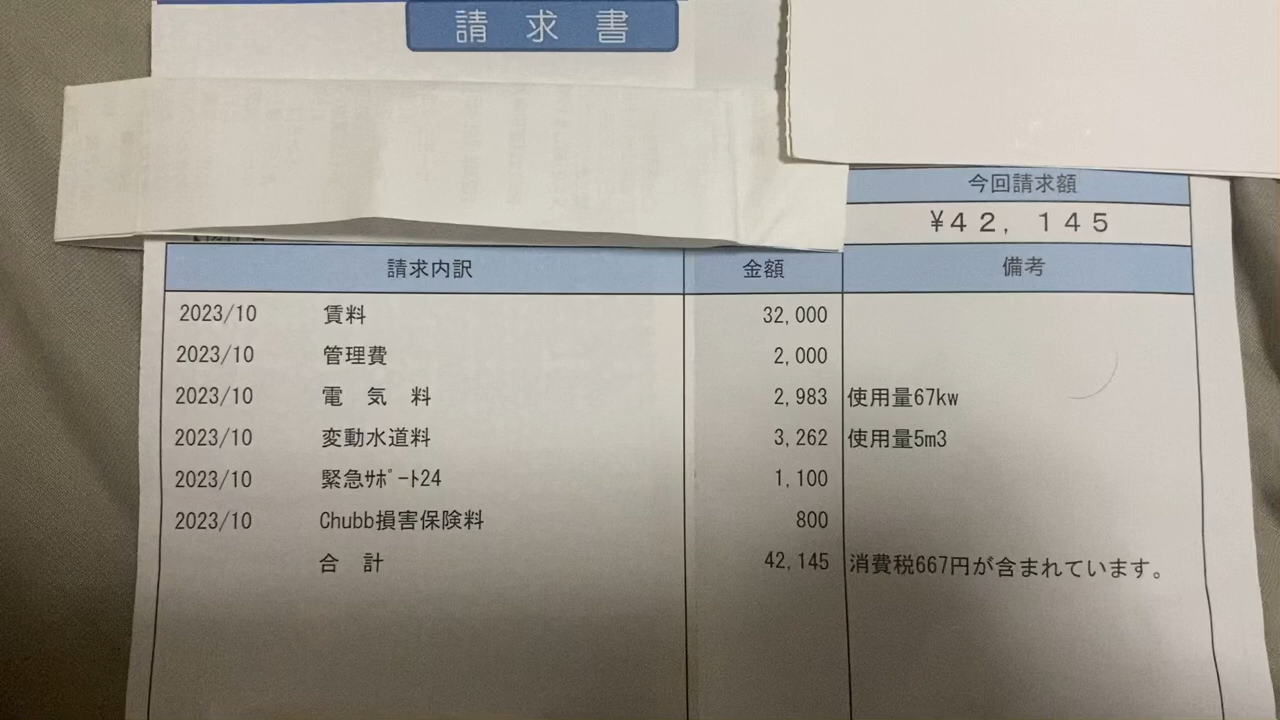 請求書
今回請求額
¥42,145
請求内訳 金額 備考
2023/10 賃料 32,000
2023/10 管理費 2,000
2023/10 電 気 料 2,983 使用量67kw
2023/10 変動水道料 3,262 使用量5m3
2023/10 緊急ｻﾎﾟｰﾄ24 1,100
2023/10 Chubb損害保険料 800
合 計 42,145 消費税667円が含まれています。